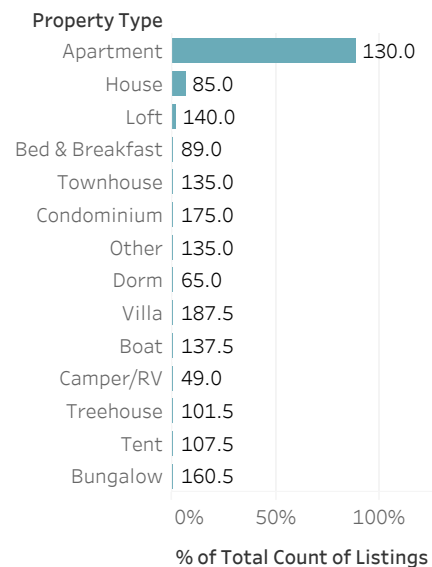 Property Type
Apartment 130.0
House 85.0
Loft 140.0
Bed & Breakfast 89.0
Townhouse 135.0
Condominium 175.0
Other 135.0
Dorm 65.0
Villa 187.5
Boat 137.5
Camper/RV 49.0
Treehouse 101.5
Tent 107.5
Bungalow 160.5
0% 50% 100%
% of Total Count of Listings